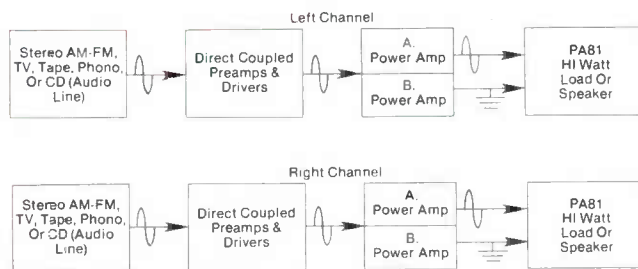 Left Channel
Stereo AM-FM,
TV, Tape, Phono,
Or CD (Audio
Line)
Direct Coupled
Preamps &
Drivers
A.
Power Amp
B.
Power Amp
PA81
HI Watt
Load Or
Speaker
Right Channel
Stereo AM-FM,
TV, Tape, Phono,
Or CD (Audio
Line)
Direct Coupled
Preamps &
Drivers
A.
Power Amp
B.
Power Amp
PA81
HI Watt
Load Or
Speaker